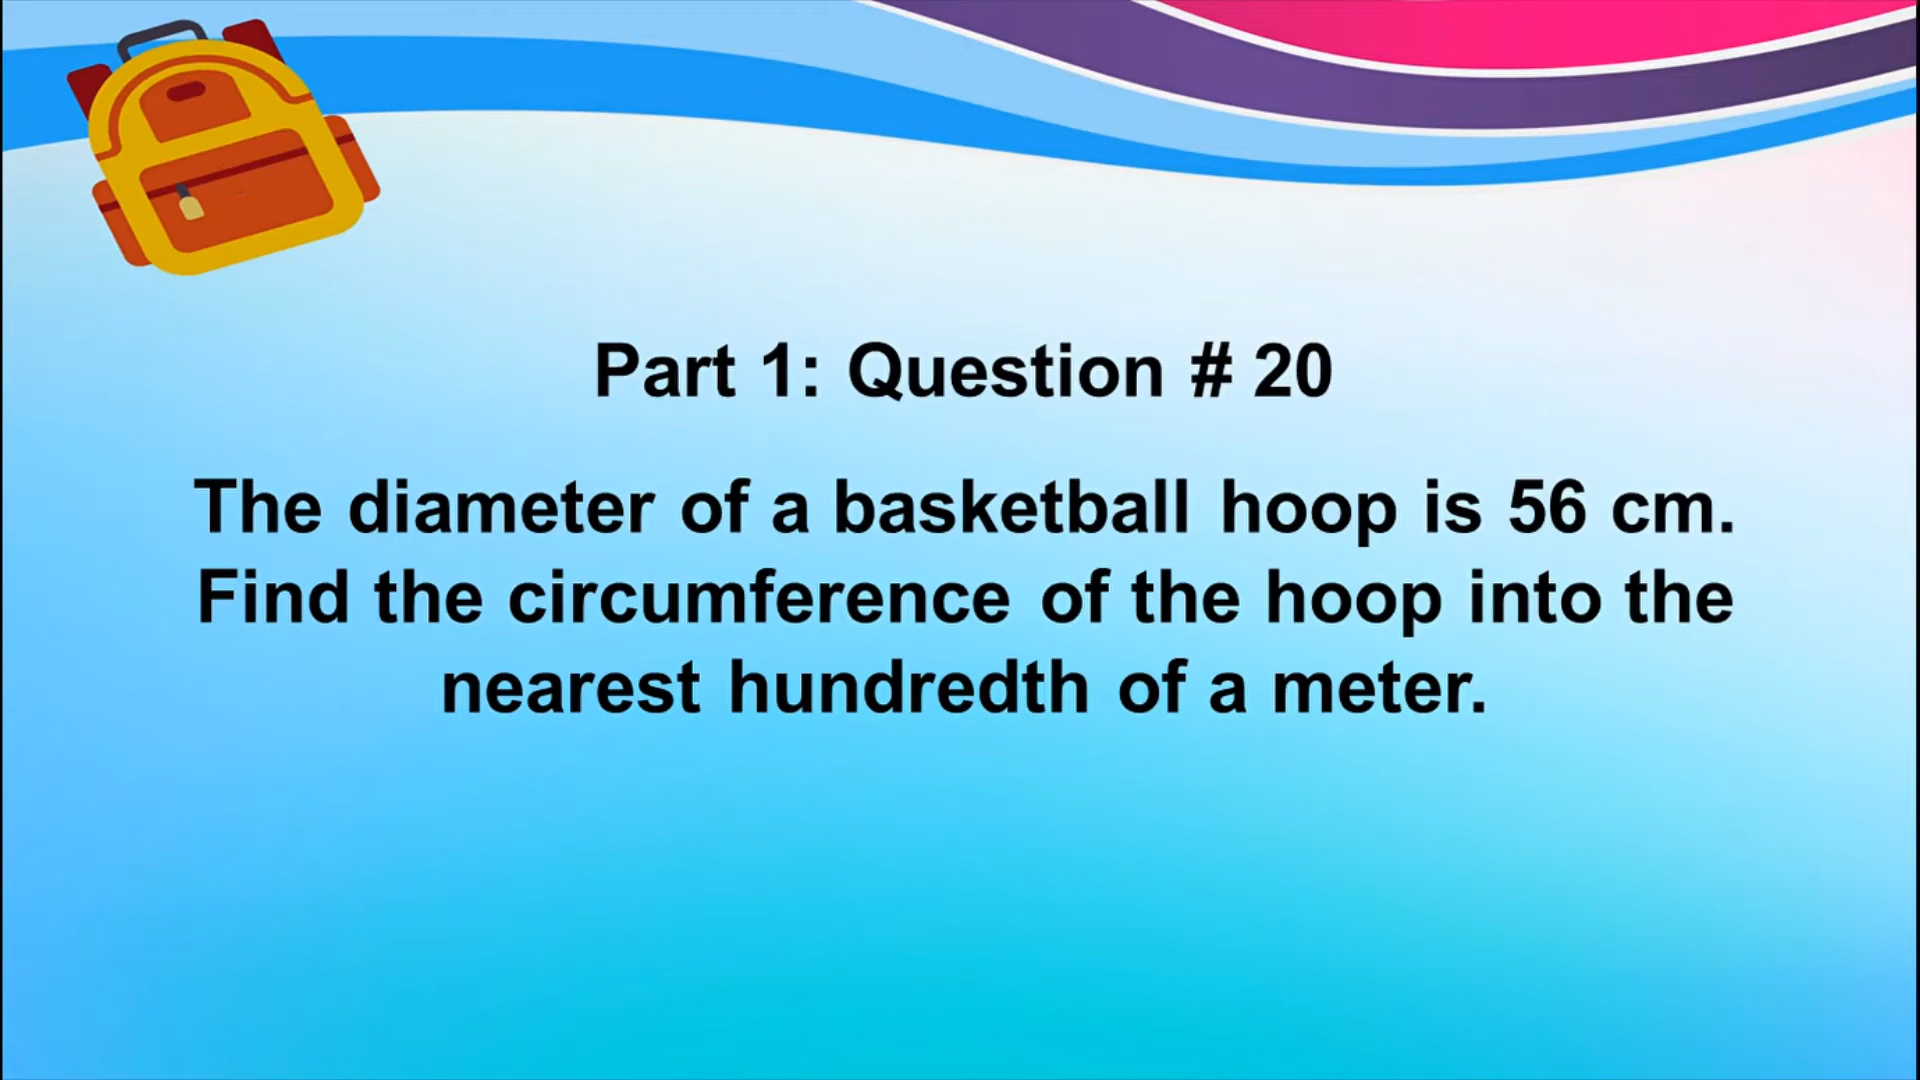 Part 1: Question # 20
The diameter of a basketball hoop is 56 cm.
Find the circumference of the hoop into the
nearest hundredth of a meter.